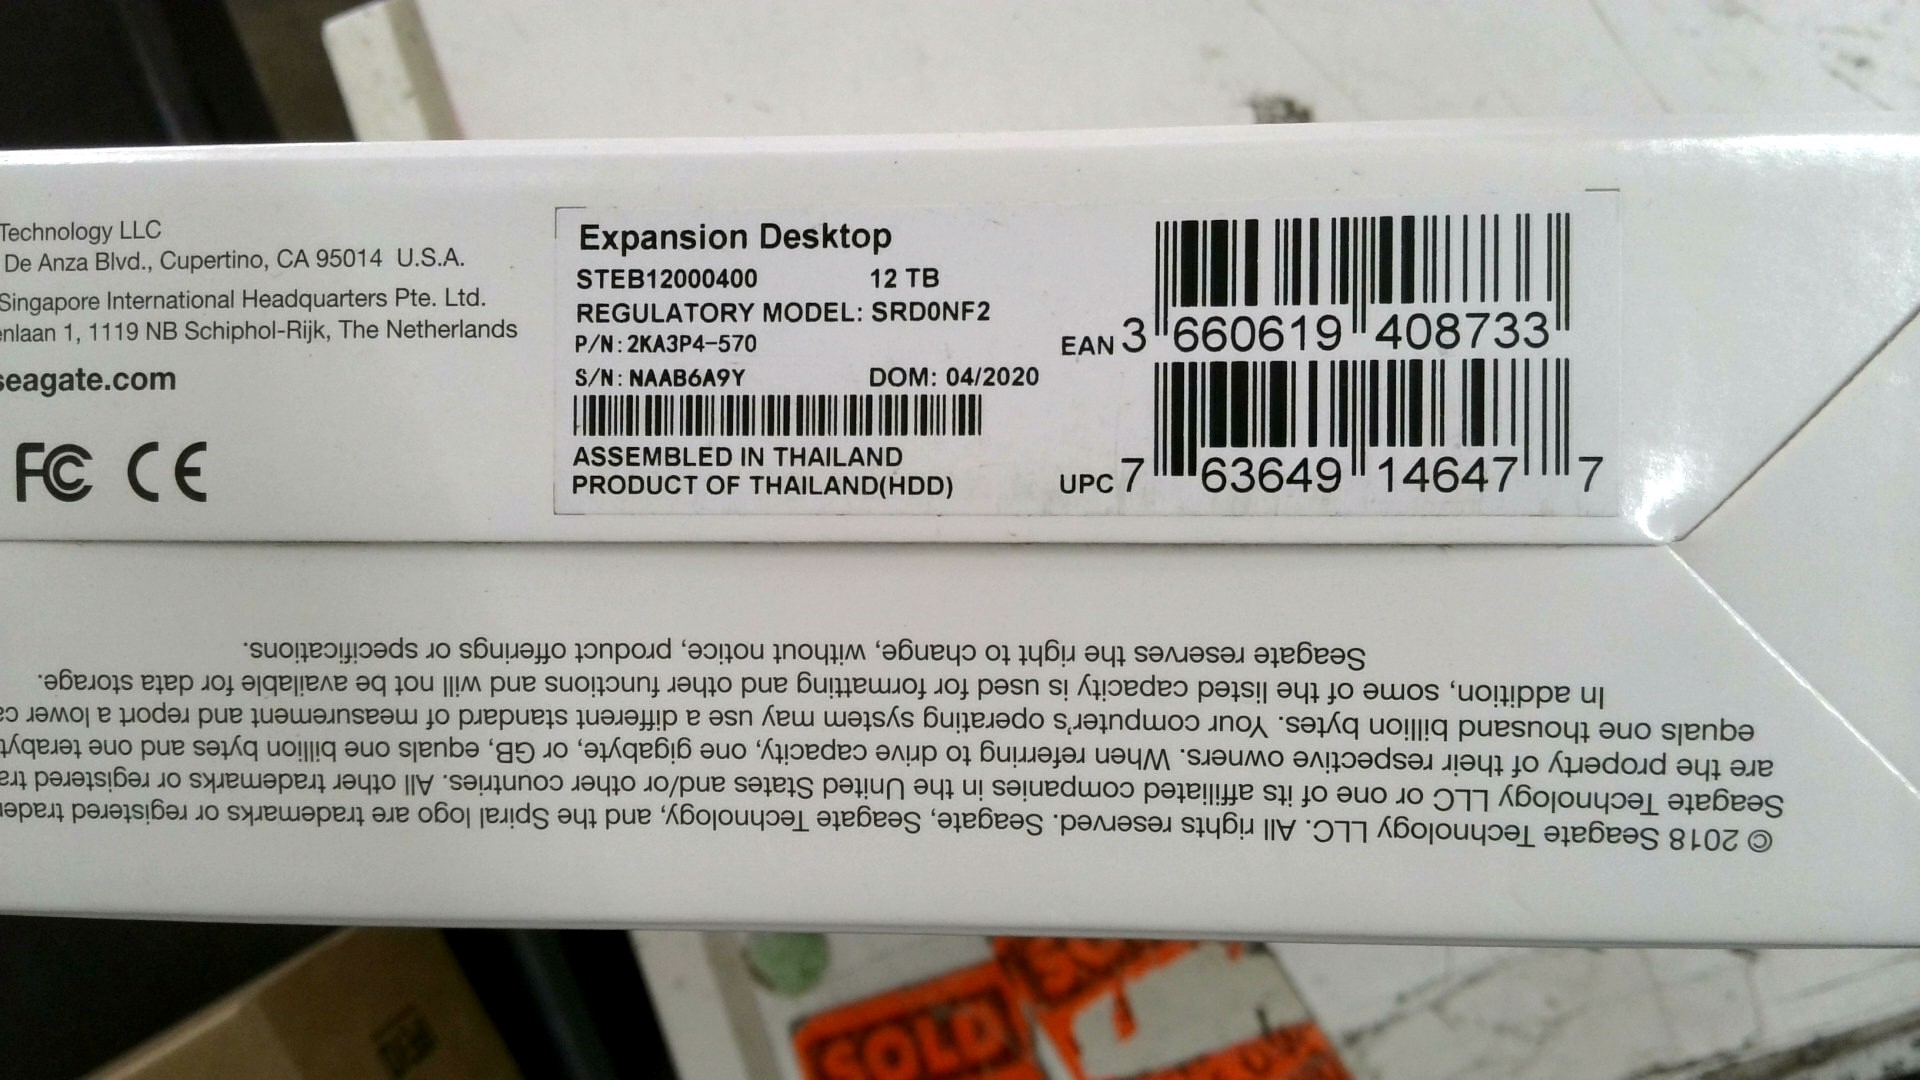 Technology LLC
De Anza Blvd., Cupertino, CA 95014 U.S.A.
Singapore International Headquarters Pte. Ltd.
enlaan 1, 1119 NB Schiphol-Rijk, The Netherlands
seagate.com
FC CE
Expansion Desktop
STEB12000400 12 TB
REGULATORY MODEL: SRD0NF2
P/N: 2KA3P4-570
S/N: NAAB6A9Y DOM: 04/2020
ASSEMBLED IN THAILAND
PRODUCT OF THAILAND(HDD)
EAN 3 660619 408733
UPC 7 63649 14647 7
© 2018 Seagate Technology LLC. All rights reserved. Seagate, Seagate Technology, and the Spiral logo are trademarks or registered tradem
Seagate Technology LLC or one of its affiliated companies in the United States and/or other countries. All other trademarks or registered tra
are the property of their respective owners. When referring to drive capacity, one gigabyte, or GB, equals one billion bytes and one terabyt
equals one thousand billion bytes. Your computer's operating system may use a different standard of measurement and report a lower ca
In addition, some of the listed capacity is used for formatting and other functions and will not be available for data storage.
Seagate reserves the right to change, without notice, product offerings or specifications.
SOLD